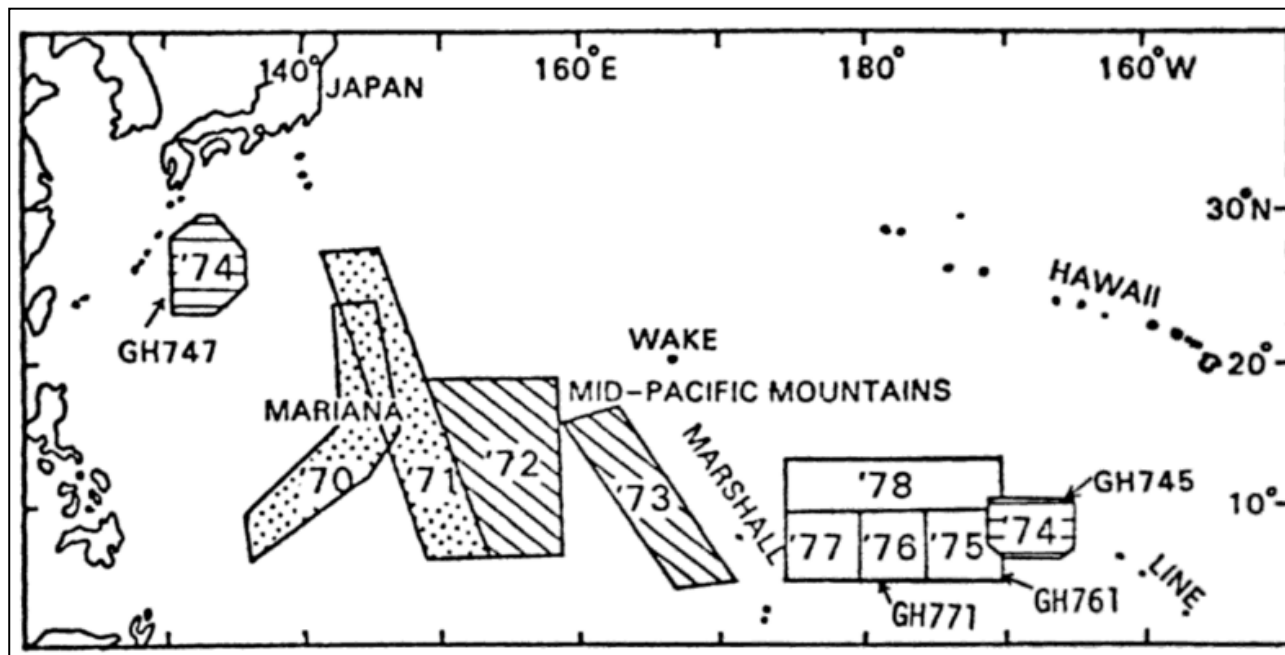 140°
160°E
180°
160°W
JAPAN
30°N
'74
HAWAII
GH747
WAKE
20°
MID-PACIFIC MOUNTAINS
MARIANA
MARSHALL
'70
'71
'72
'73
'78
GH745
10°
'77
'76
'75
'74
LINE
GH771
GH761